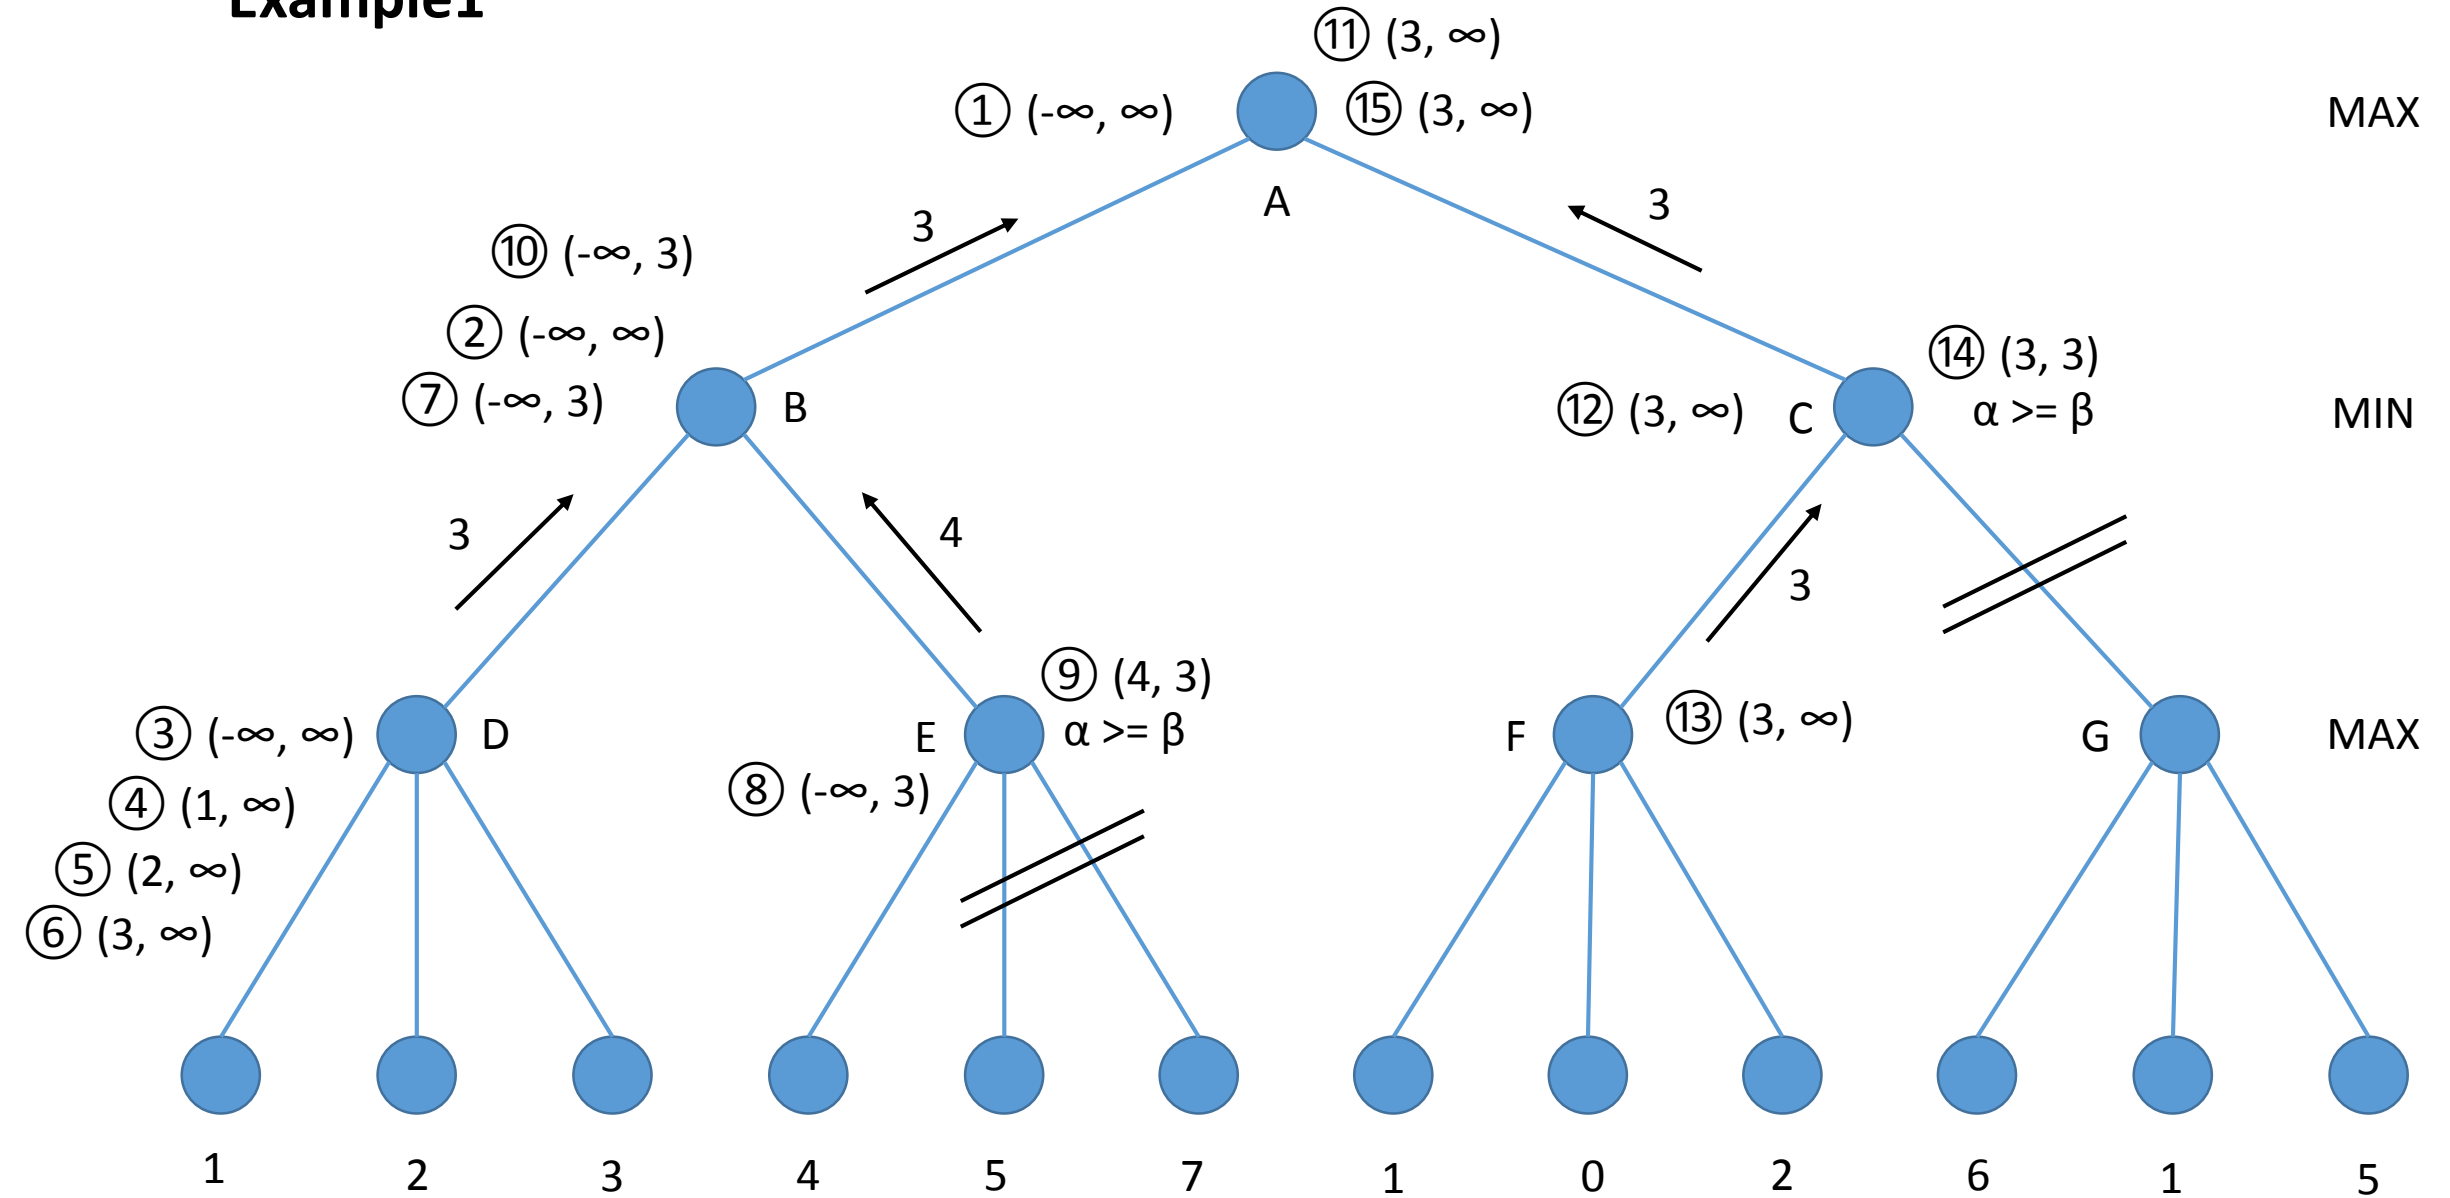 Example1
⑪ (3, ∞)
① (-∞, ∞)
⑮ (3, ∞)
MAX
A
3
3
⑩ (-∞, 3)
② (-∞, ∞)
⑦ (-∞, 3)
B
⑫ (3, ∞)
C
⑭ (3, 3)
α >= β
MIN
3
4
3
③ (-∞, ∞)
D
④ (1, ∞)
⑤ (2, ∞)
⑥ (3, ∞)
E
⑨ (4, 3)
α >= β
⑧ (-∞, 3)
F
⑬ (3, ∞)
G
MAX
1 2 3 4 5 7 1 0 2 6 1 5